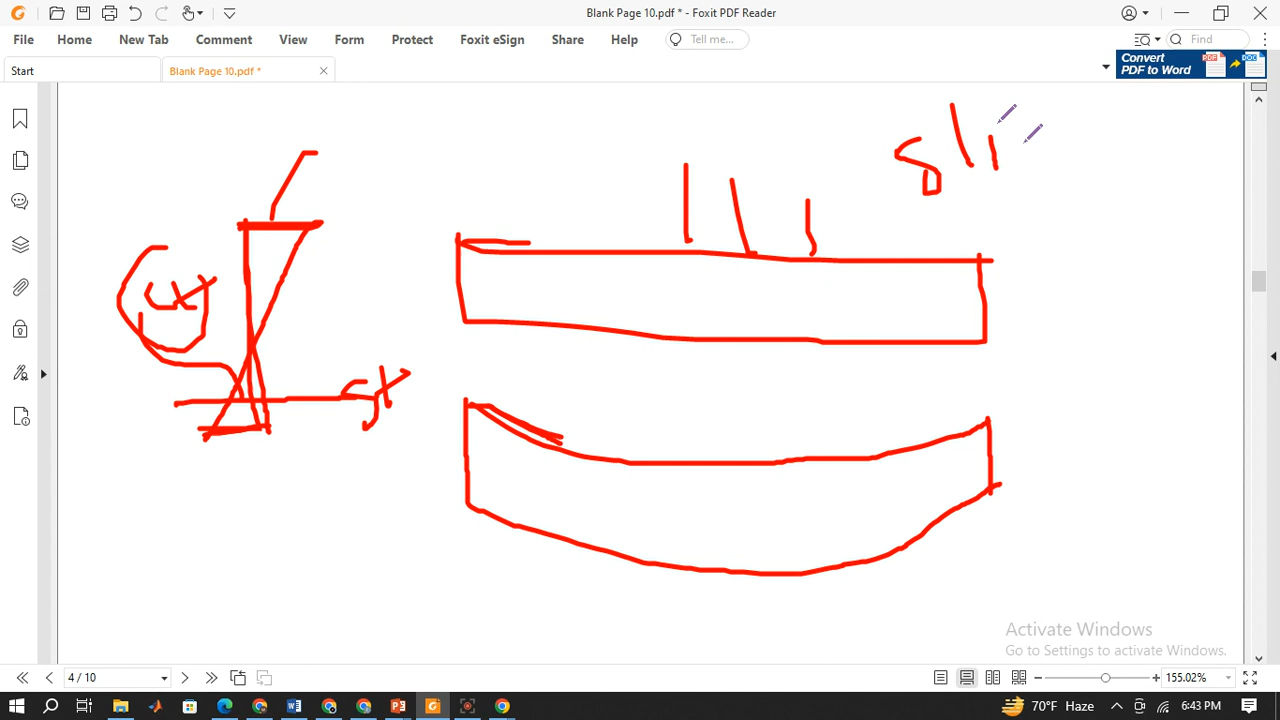 Blank Page 10.pdf * - Foxit PDF Reader
File Home New Tab Comment View Form Protect Foxit eSign Share Help Tell me... Find
Start Blank Page 10.pdf * Convert PDF to Word
PDF DOC
Activate Windows
Go to Settings to activate Windows.
4 / 10 155.02%
70°F Haze 6:43 PM